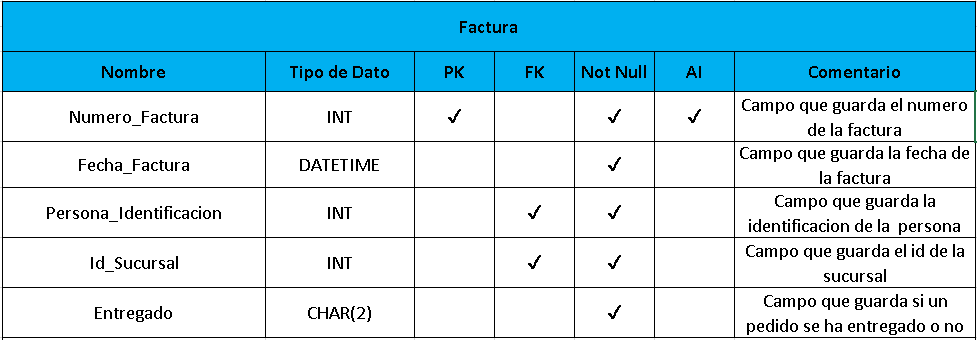 Factura
Nombre Tipo de Dato PK FK Not Null AI Comentario
Numero_Factura INT ✓ ✓ ✓ Campo que guarda el numero
de la factura
Fecha_Factura DATETIME ✓ Campo que guarda la fecha de
la factura
Persona_Identificacion INT ✓ ✓ Campo que guarda la
identificacion de la persona
Id_Sucursal INT ✓ ✓ Campo que guarda el id de la
sucursal
Entregado CHAR(2) ✓ Campo que guarda si un
pedido se ha entregado o no